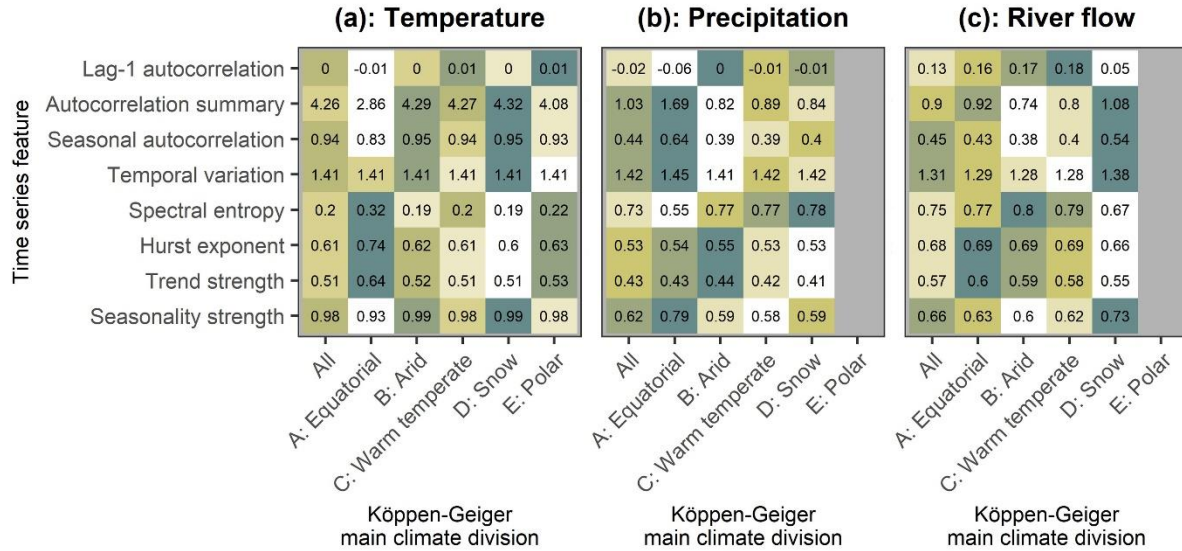 (a): Temperature (b): Precipitation (c): River flow
Time series feature
Lag-1 autocorrelation 0 -0.01 0 0.01 0 0.01 -0.02 -0.06 0 -0.01 -0.01 0.13 0.16 0.17 0.18 0.05
Autocorrelation summary 4.26 2.86 4.29 4.27 4.32 4.08 1.03 1.69 0.82 0.89 0.84 0.9 0.92 0.74 0.8 1.08
Seasonal autocorrelation 0.94 0.83 0.95 0.94 0.95 0.93 0.44 0.64 0.39 0.39 0.4 0.45 0.43 0.38 0.4 0.54
Temporal variation 1.41 1.41 1.41 1.41 1.41 1.41 1.42 1.45 1.41 1.42 1.42 1.31 1.29 1.28 1.28 1.38
Spectral entropy 0.2 0.32 0.19 0.2 0.19 0.22 0.73 0.55 0.77 0.77 0.78 0.75 0.77 0.8 0.79 0.67
Hurst exponent 0.61 0.74 0.62 0.61 0.6 0.63 0.53 0.54 0.55 0.53 0.53 0.68 0.69 0.69 0.69 0.66
Trend strength 0.51 0.64 0.52 0.51 0.51 0.53 0.43 0.43 0.44 0.42 0.41 0.57 0.6 0.59 0.58 0.55
Seasonality strength 0.98 0.93 0.99 0.98 0.99 0.98 0.62 0.79 0.59 0.58 0.59 0.66 0.63 0.6 0.62 0.73
All A: Equatorial B: Arid C: Warm temperate D: Snow E: Polar All A: Equatorial B: Arid C: Warm temperate D: Snow E: Polar All A: Equatorial B: Arid C: Warm temperate D: Snow E: Polar
Köppen-Geiger Köppen-Geiger Köppen-Geiger
main climate division main climate division main climate division